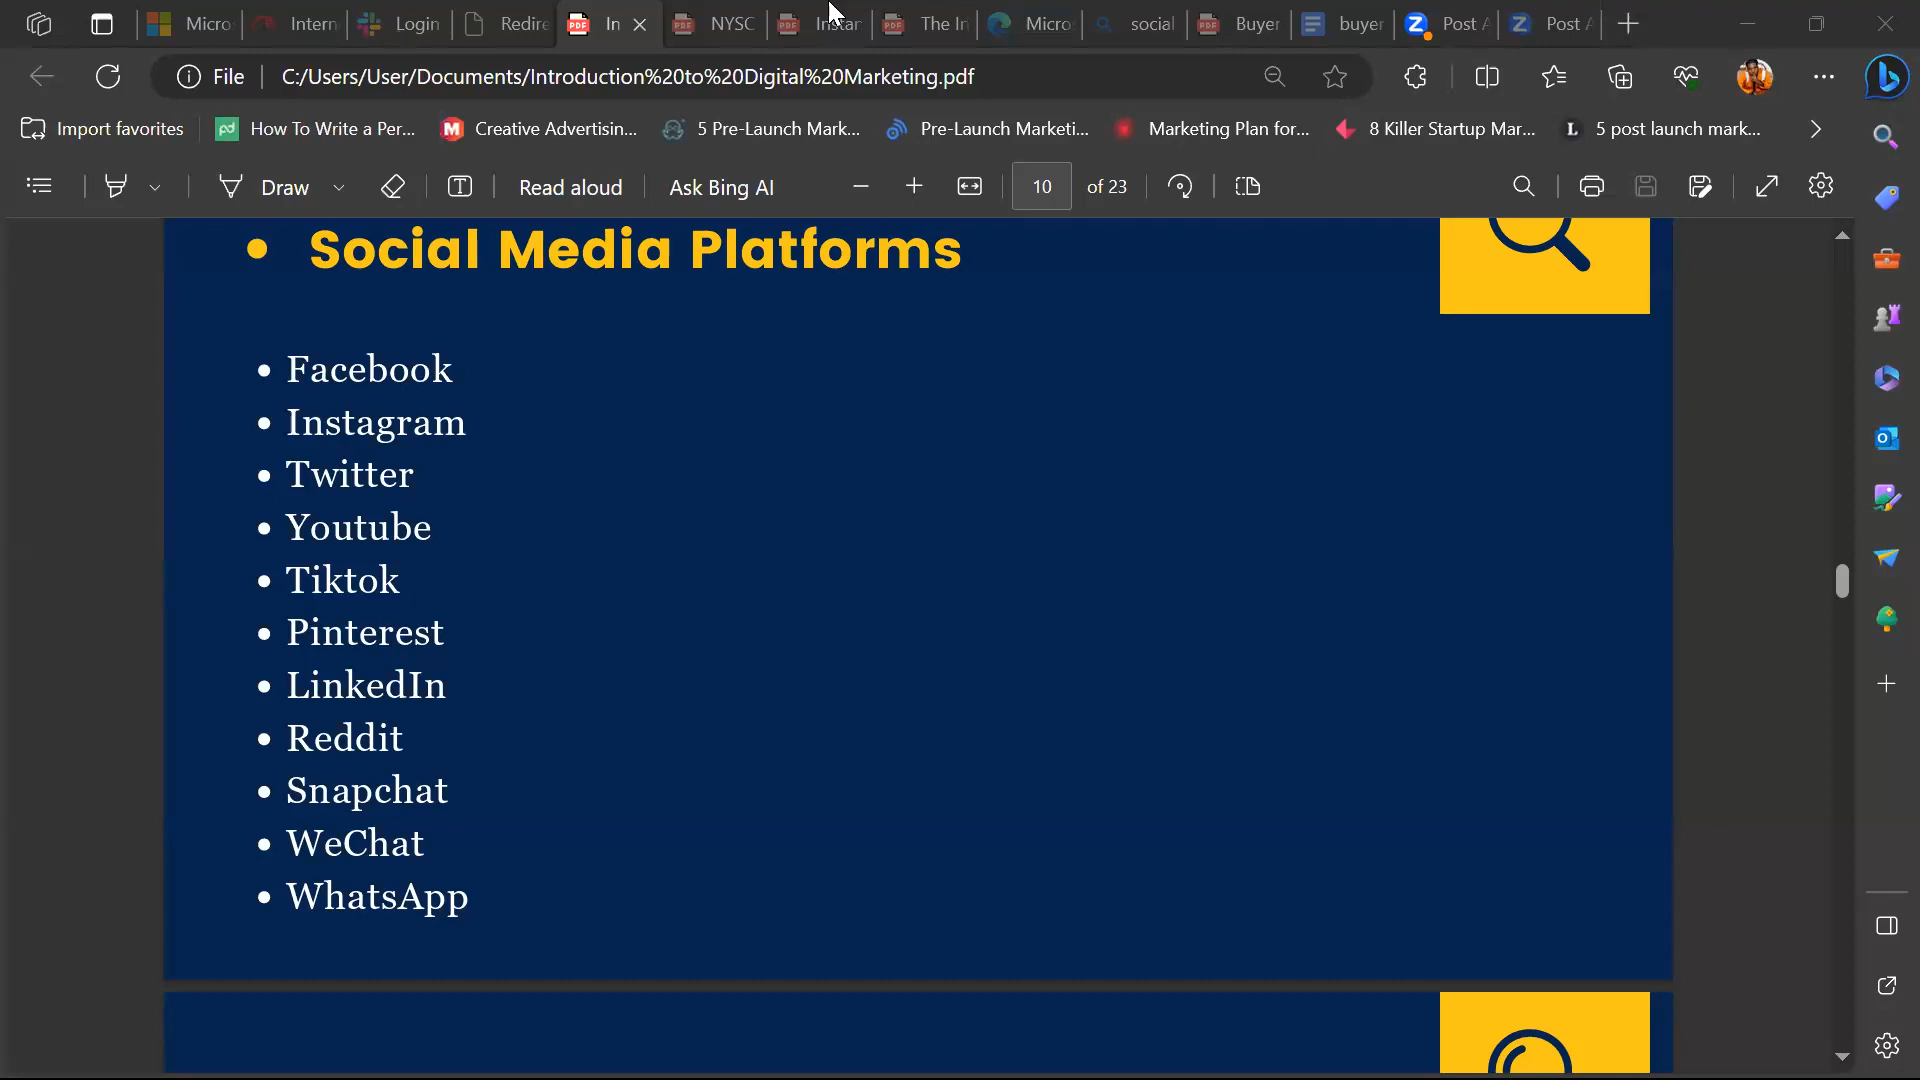 Micro
Intern
Login
Redire
In
NYSC
Instan
The In
Micro
social
Buyer
buyer
Post A
Post A
File
C:/Users/User/Documents/Introduction%20to%20Digital%20Marketing.pdf
Import favorites
How To Write a Per...
Creative Advertisin...
5 Pre-Launch Mark...
Pre-Launch Marketi...
Marketing Plan for...
8 Killer Startup Mar...
5 post launch mark...
Draw
Read aloud
Ask Bing AI
10 of 23
• Social Media Platforms
• Facebook
• Instagram
• Twitter
• Youtube
• Tiktok
• Pinterest
• LinkedIn
• Reddit
• Snapchat
• WeChat
• WhatsApp